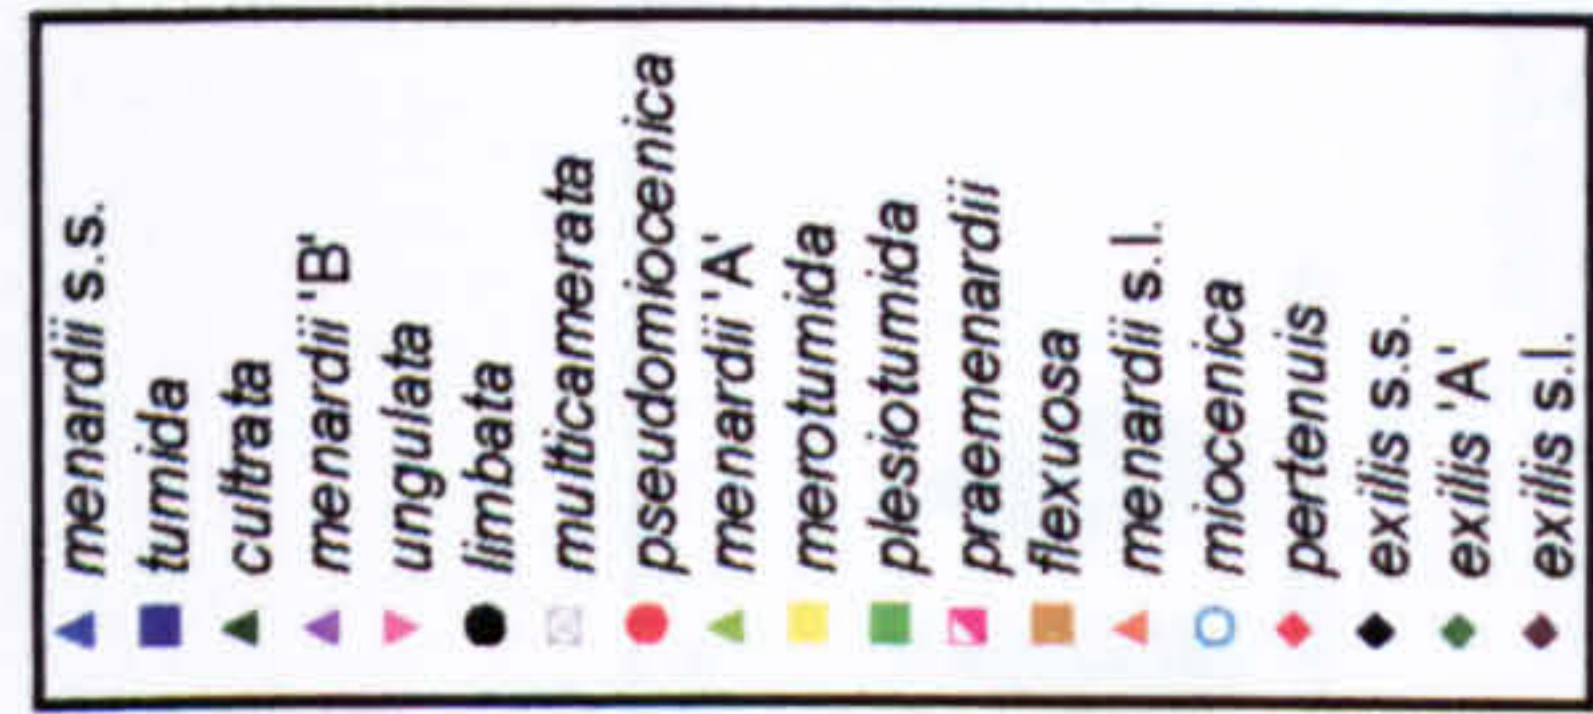 menardii s.s.
tumida
cultrata
menardii 'B'
ungulata
limbata
multicamerata
pseudomiocenica
menardii 'A'
merotumida
plesiotumida
praemenardii
flexuosa
menardii s.l.
miocenica
pertenuis
exilis s.s.
exilis 'A'
exilis s.l.